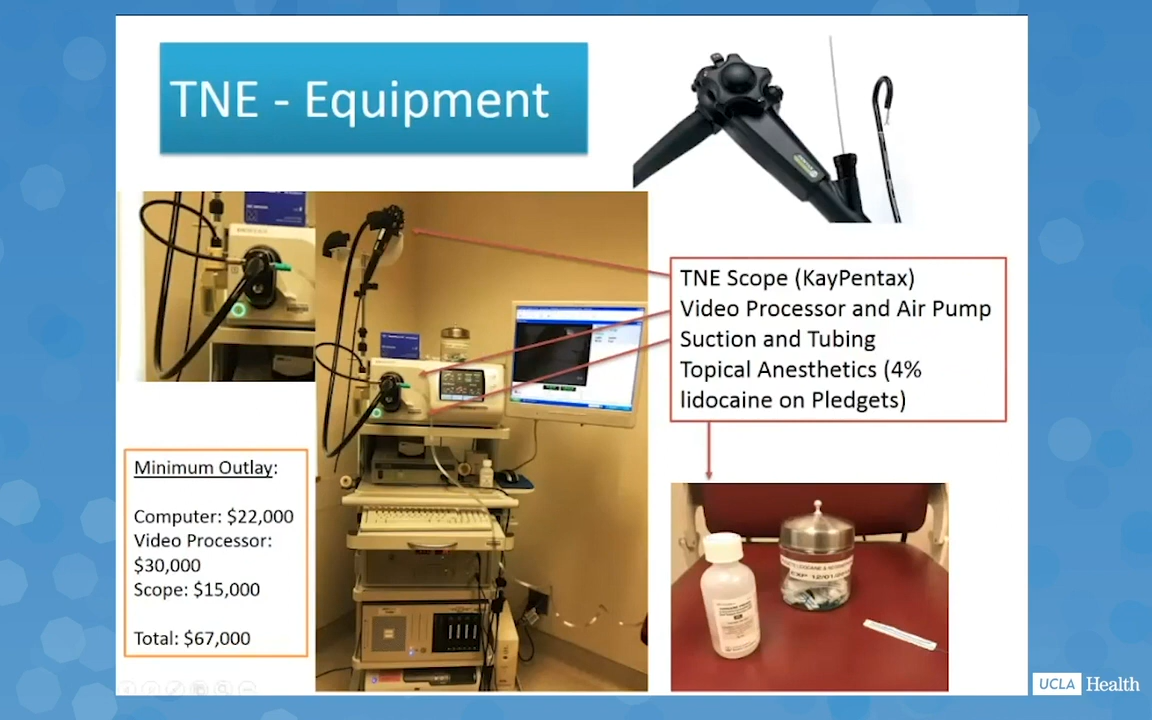 TNE - Equipment
TNE Scope (KayPentax)
Video Processor and Air Pump
Suction and Tubing
Topical Anesthetics (4%
lidocaine on Pledgets)
Minimum Outlay:
Computer: $22,000
Video Processor:
$30,000
Scope: $15,000
Total: $67,000
UCLA Health